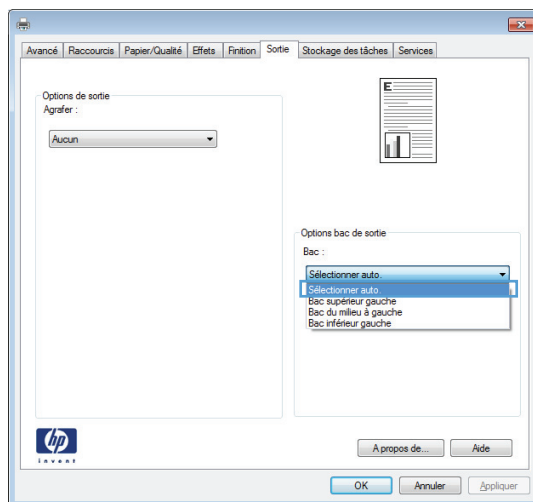 Avancé Raccourcis Papier/Qualité Effets Finition Sortie Stockage des tâches Services
Options de sortie
Agrafer :
Aucun
E
Options bac de sortie
Bac :
Sélectionner auto.
Sélectionner auto.
Bac supérieur gauche
Bac du milieu à gauche
Bac inférieur gauche
hp
invent
A propos de... Aide
OK Annuler Appliquer